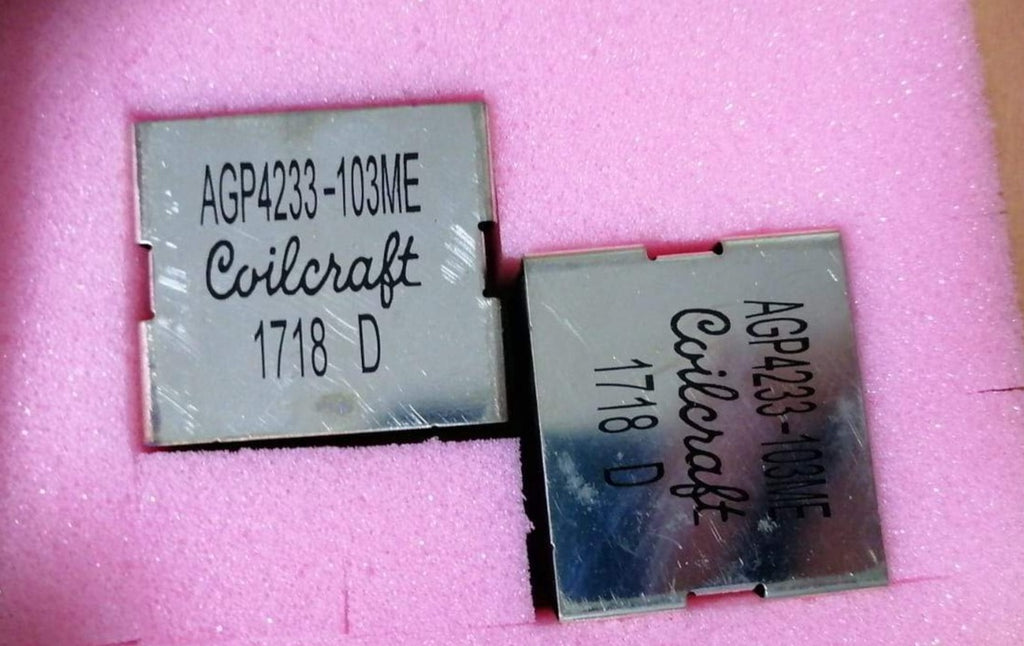 AGP4233-103ME
Coilcraft
1718 D
AGP4233-103ME
Coilcraft
1718 D